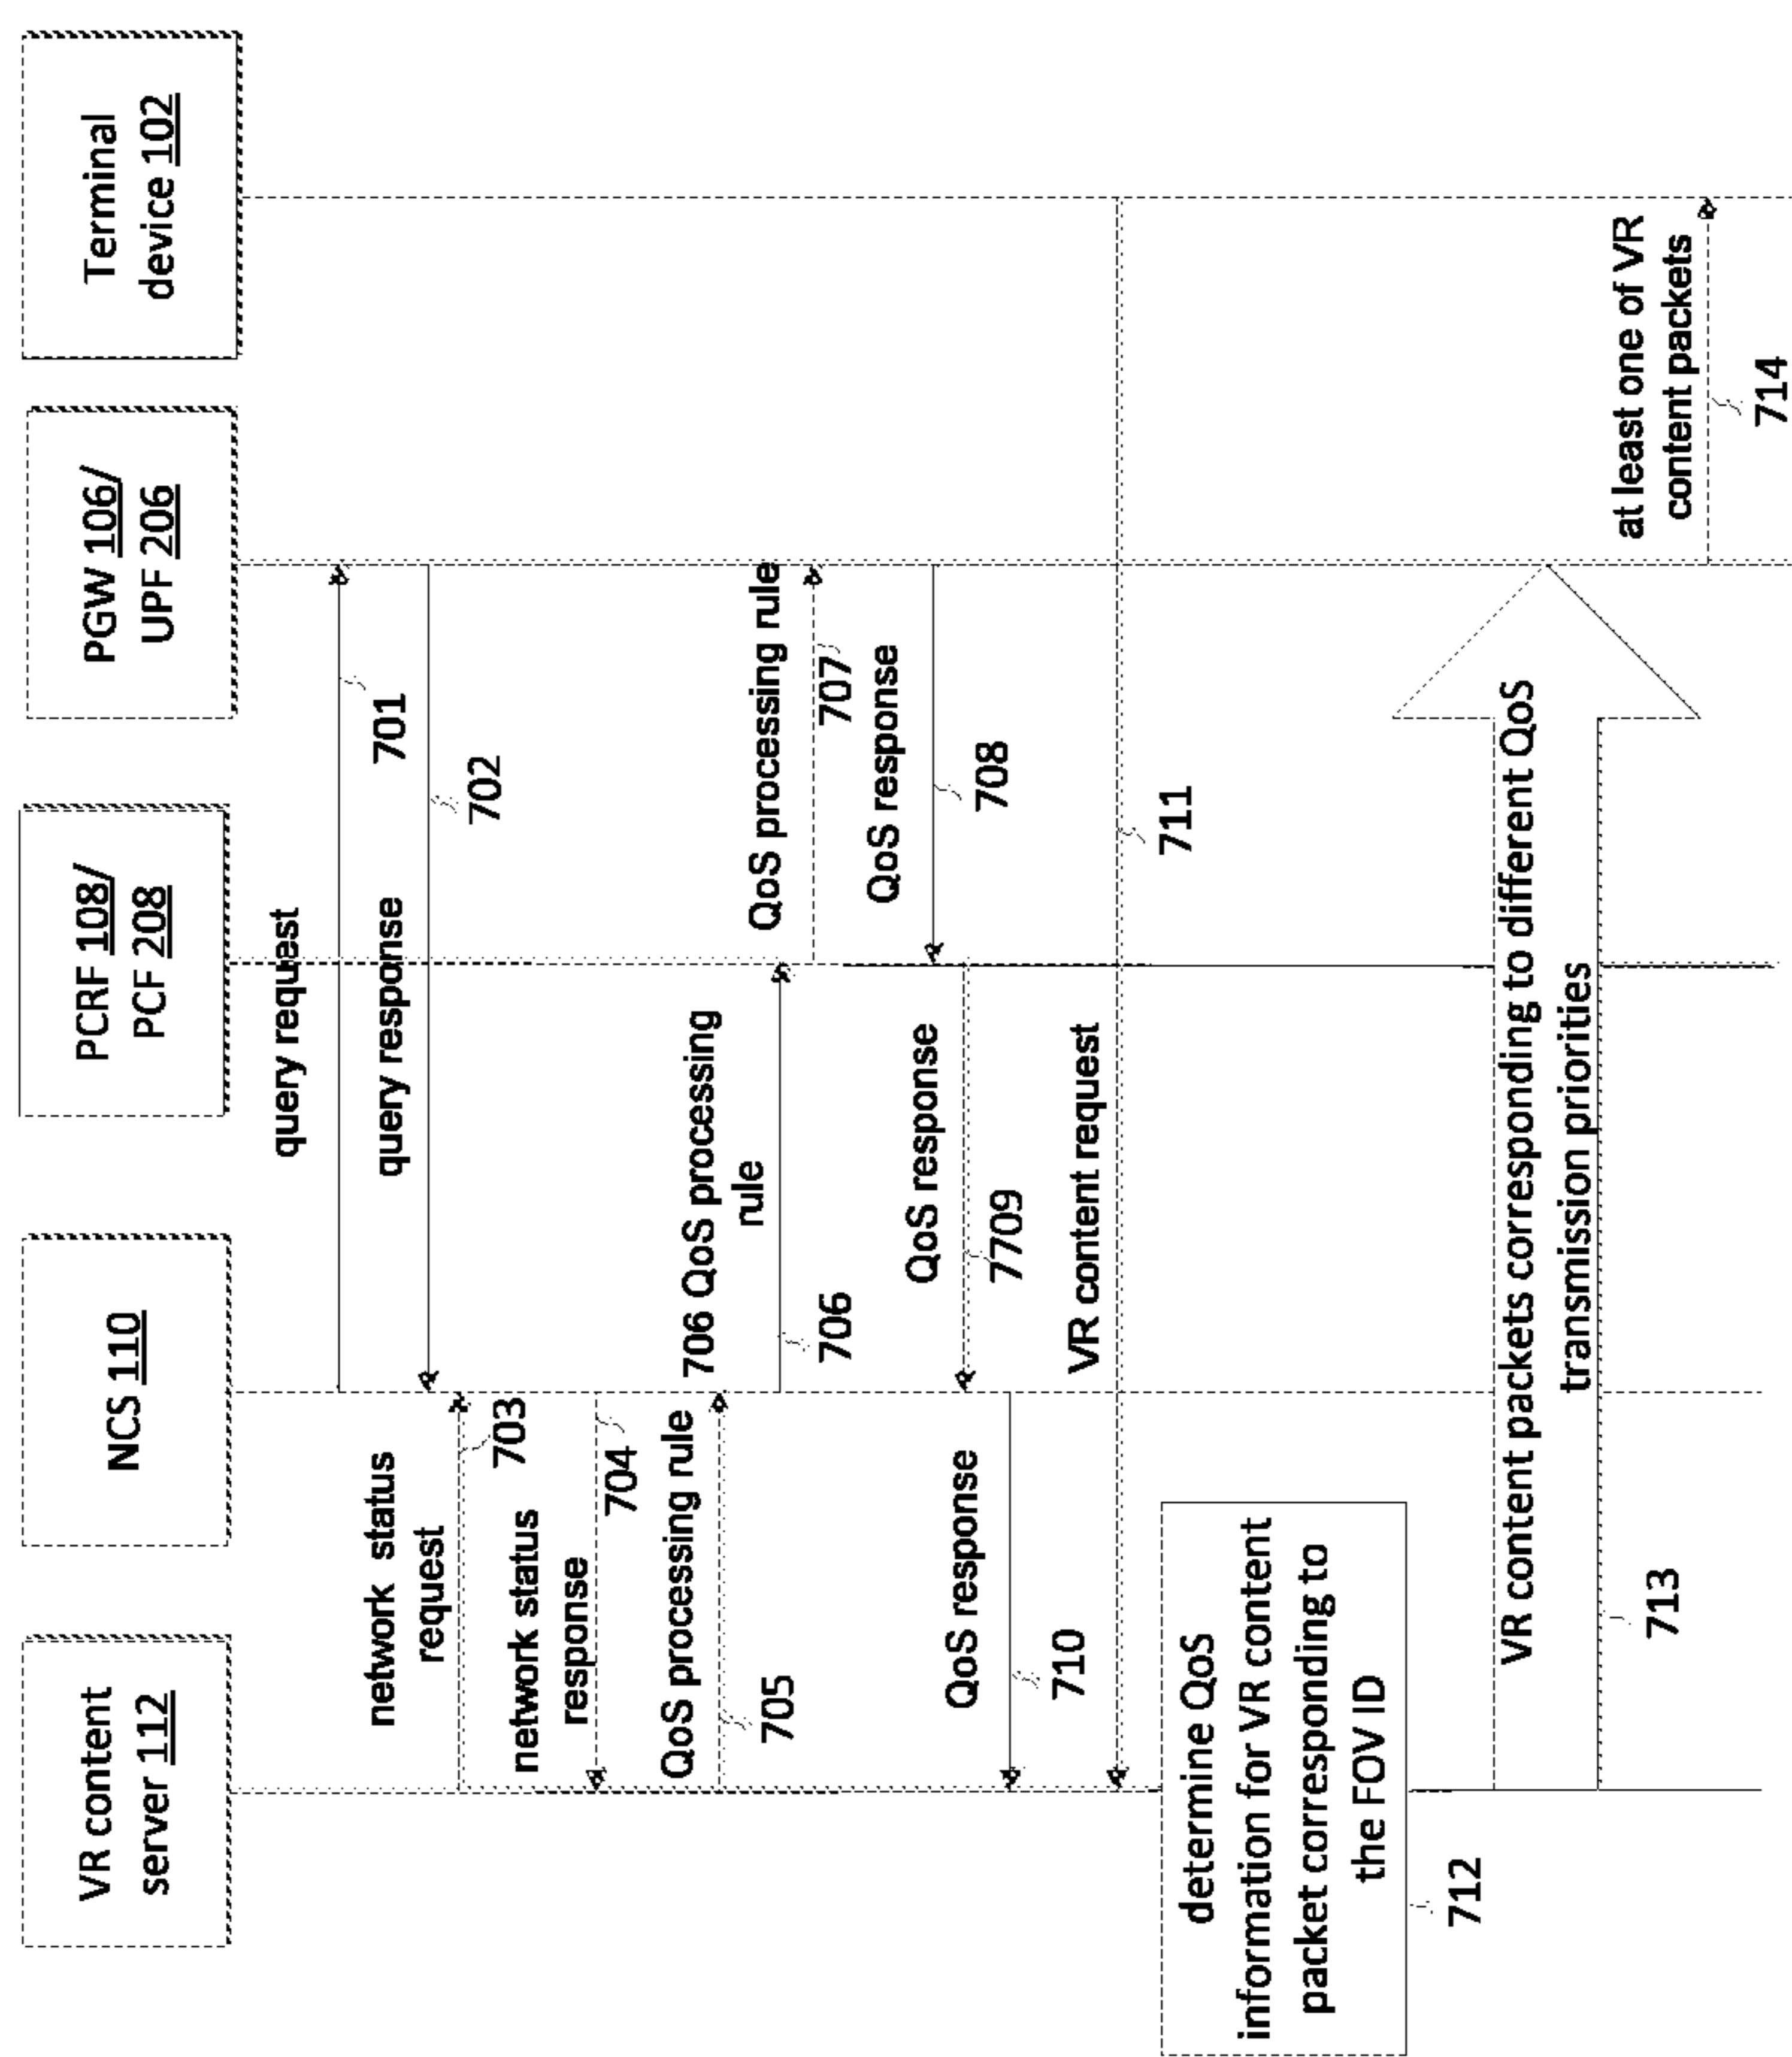 VR content
server 112
NCS 110
PCRF 108/
PCF 208
PGW 106/
UPF 206
Terminal
device 102
query request
701
query response
702
network status
request
703
network status
response
704
QoS processing rule
705
706 QoS processing
rule
706
QoS processing rule
707
QoS response
708
QoS response
7709
QoS response
710
VR content request
711
determine QoS
information for VR content
packet corresponding to
the FOV ID
712
VR content packets corresponding to different QoS
transmission priorities
713
at least one of VR
content packets
714